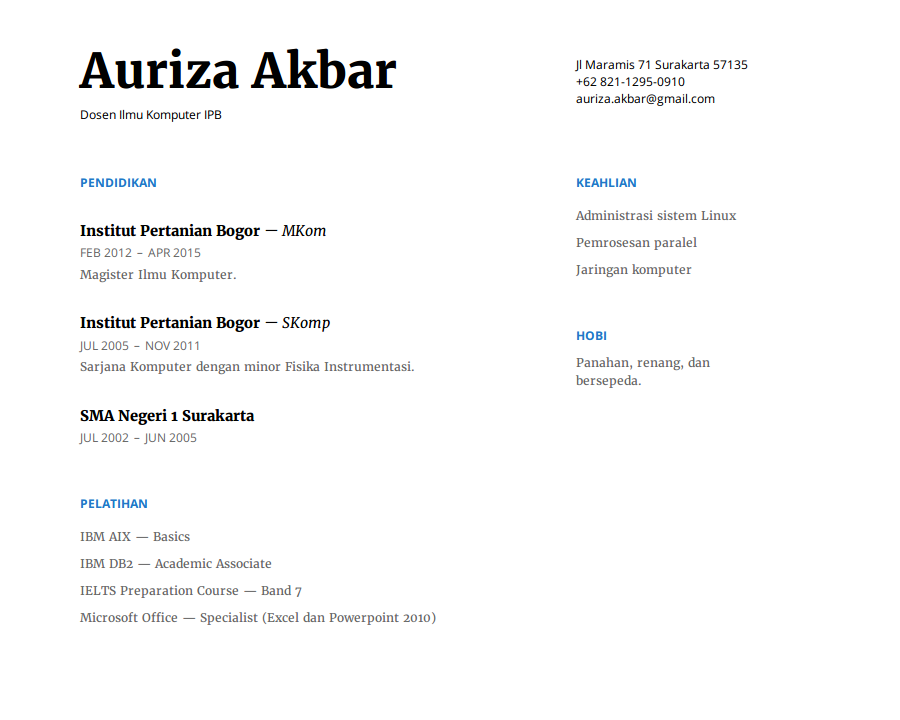 Auriza Akbar
Dosen Ilmu Komputer IPB
Jl Maramis 71 Surakarta 57135
+62 821-1295-0910
auriza.akbar@gmail.com
PENDIDIKAN
Institut Pertanian Bogor — MKom
FEB 2012 – APR 2015
Magister Ilmu Komputer.
Institut Pertanian Bogor — SKomp
JUL 2005 – NOV 2011
Sarjana Komputer dengan minor Fisika Instrumentasi.
SMA Negeri 1 Surakarta
JUL 2002 – JUN 2005
PELATIHAN
IBM AIX — Basics
IBM DB2 — Academic Associate
IELTS Preparation Course — Band 7
Microsoft Office — Specialist (Excel dan Powerpoint 2010)
KEAHLIAN
Administrasi sistem Linux
Pemrosesan paralel
Jaringan komputer
HOBI
Panahan, renang, dan
bersepeda.